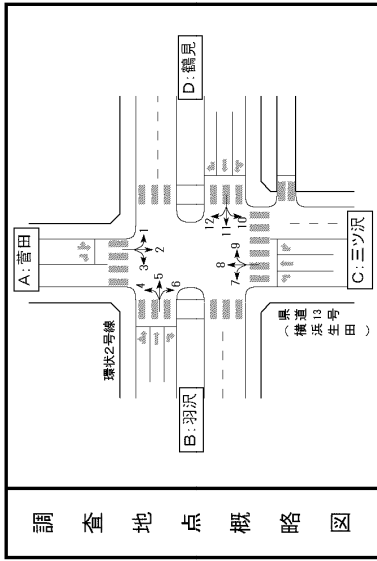 調査地点概略図
A:菅田
B:羽沢
C:三ツ沢
D:鶴見
環状2号線
県道13号
(横浜生田)
1
2
3
4
5
6
7
8
9
10
11
12